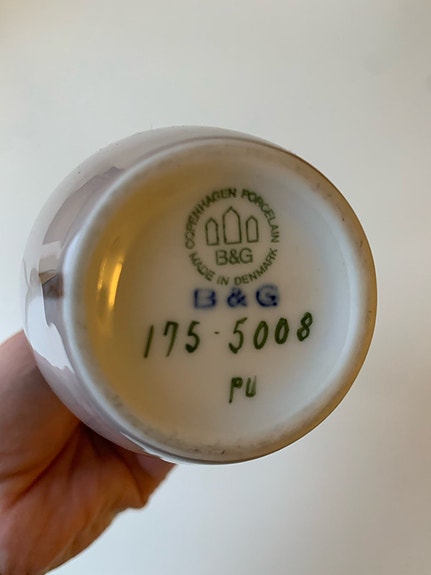 COPENHAGEN PORCELAIN
B&G
MADE IN DENMARK
B & G
175-5008
PU